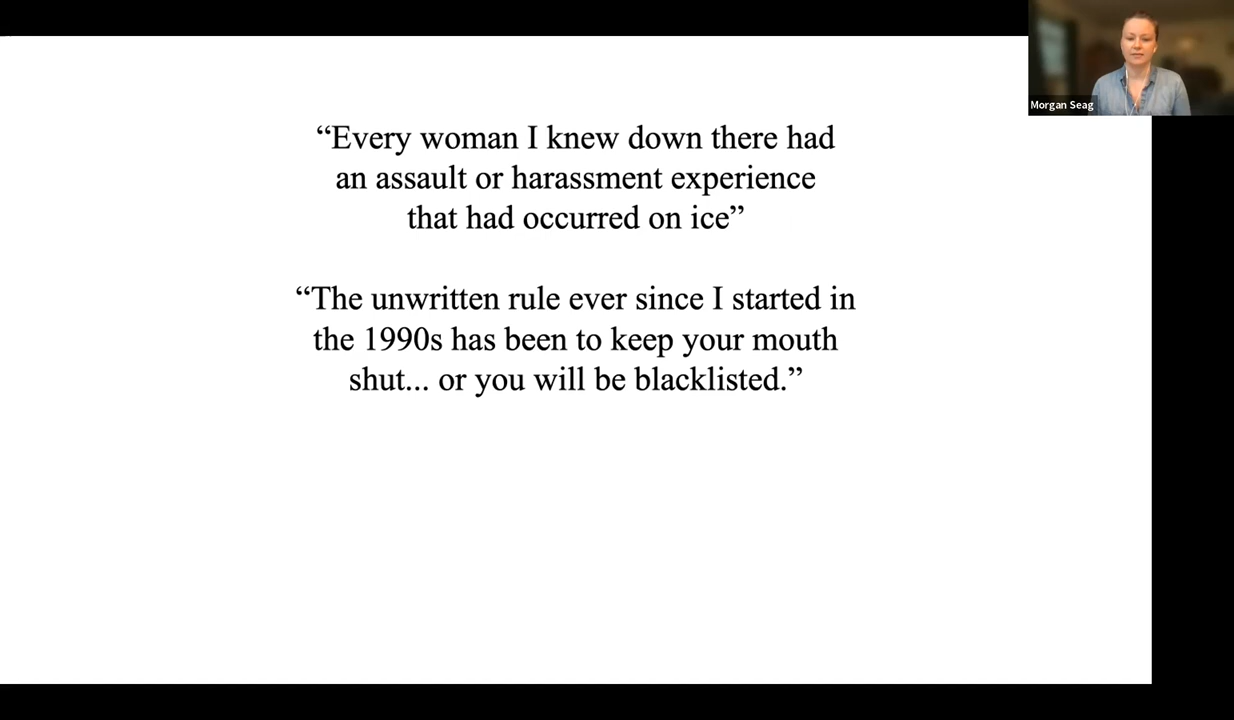 “Every woman I knew down there had
an assault or harassment experience
that had occurred on ice”
“The unwritten rule ever since I started in
the 1990s has been to keep your mouth
shut... or you will be blacklisted.”
Morgan Seag